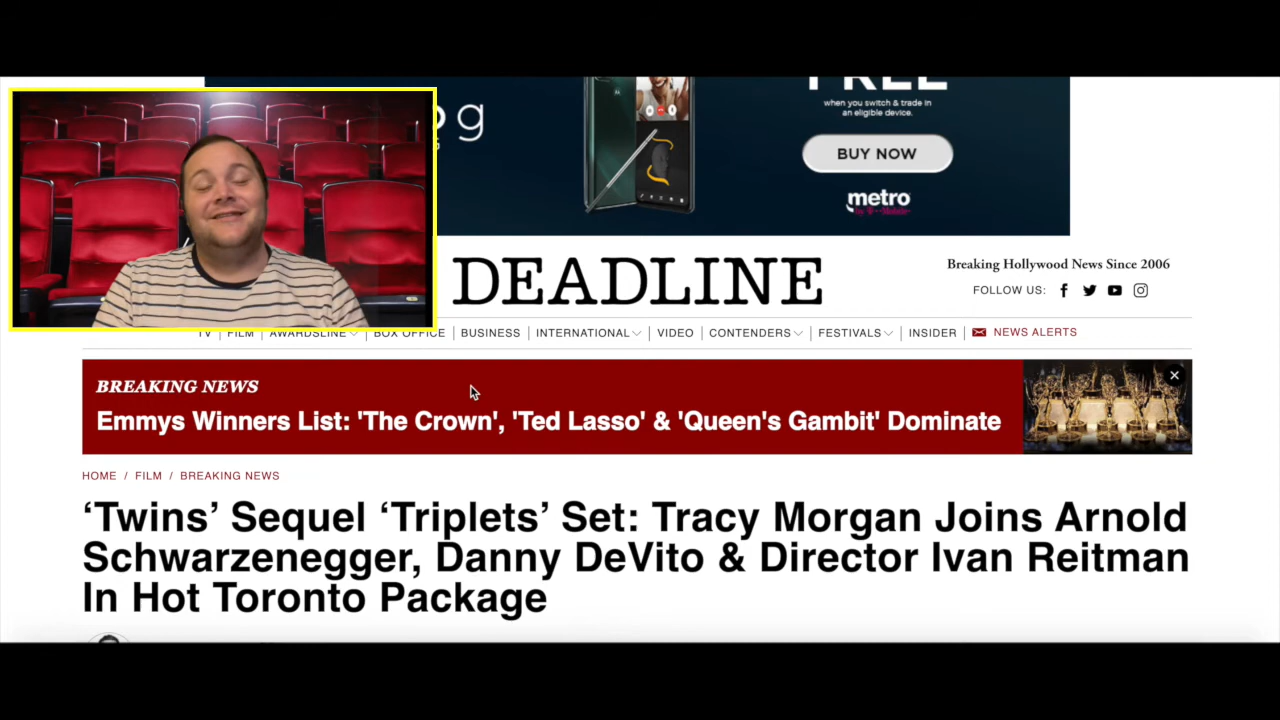 FREE
when you switch & trade in
an eligible device.
BUY NOW
metro
by T-Mobile
DEADLINE
Breaking Hollywood News Since 2006
FOLLOW US:
TV | FILM | AWARDSLINE | BOX OFFICE | BUSINESS | INTERNATIONAL | VIDEO | CONTENDERS | FESTIVALS | INSIDER | NEWS ALERTS
BREAKING NEWS
Emmys Winners List: 'The Crown', 'Ted Lasso' & 'Queen's Gambit' Dominate
HOME / FILM / BREAKING NEWS
‘Twins’ Sequel ‘Triplets’ Set: Tracy Morgan Joins Arnold
Schwarzenegger, Danny DeVito & Director Ivan Reitman
In Hot Toronto Package